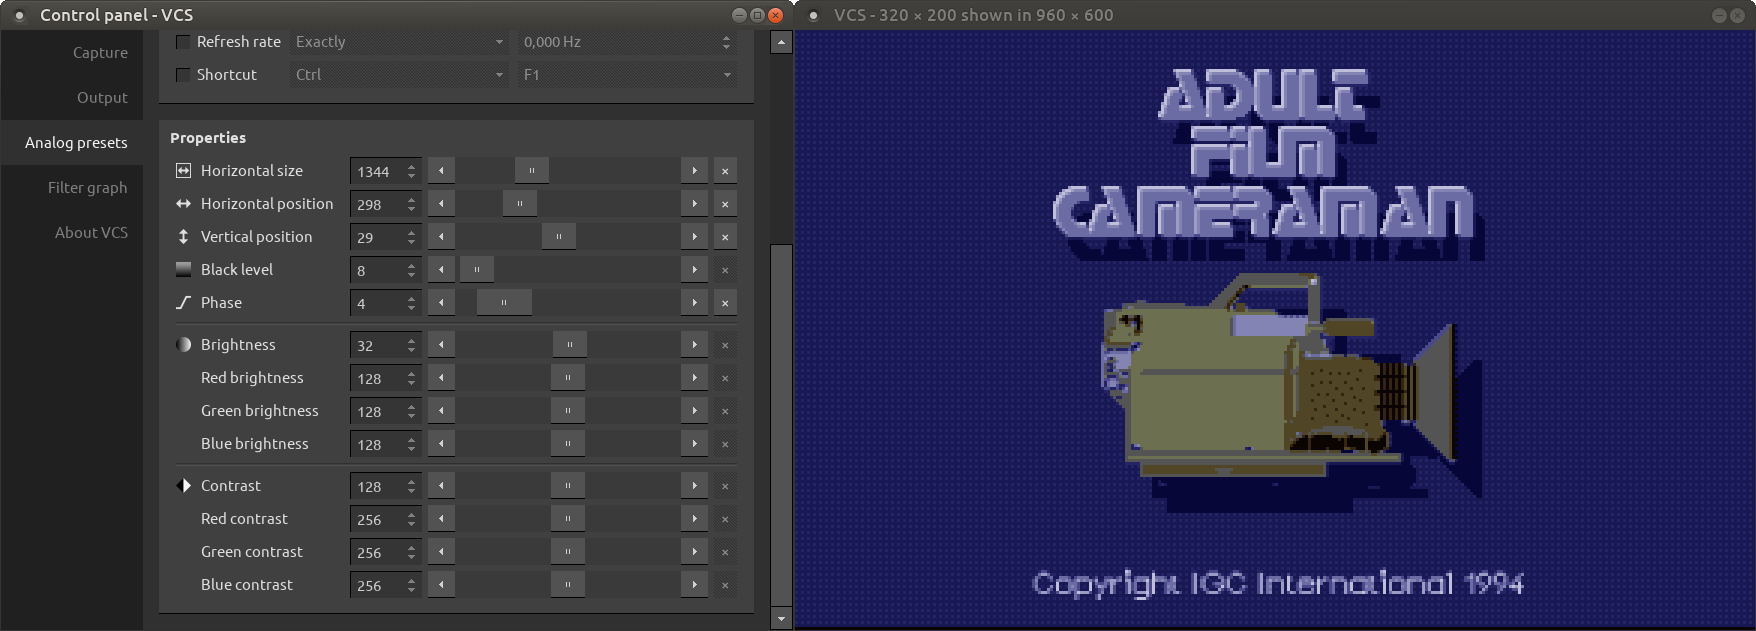 Control panel - VCS
Capture
Output
Analog presets
Filter graph
About VCS
Refresh rate Exactly 0,000 Hz
Shortcut Ctrl F1
Properties
Horizontal size 1344
Horizontal position 298
Vertical position 29
Black level 8
Phase 4
Brightness 32
Red brightness 128
Green brightness 128
Blue brightness 128
Contrast 128
Red contrast 256
Green contrast 256
Blue contrast 256
VCS - 320 × 200 shown in 960 × 600
ADULT
FILM
CAMERAMAN
Copyright IGC International 1994